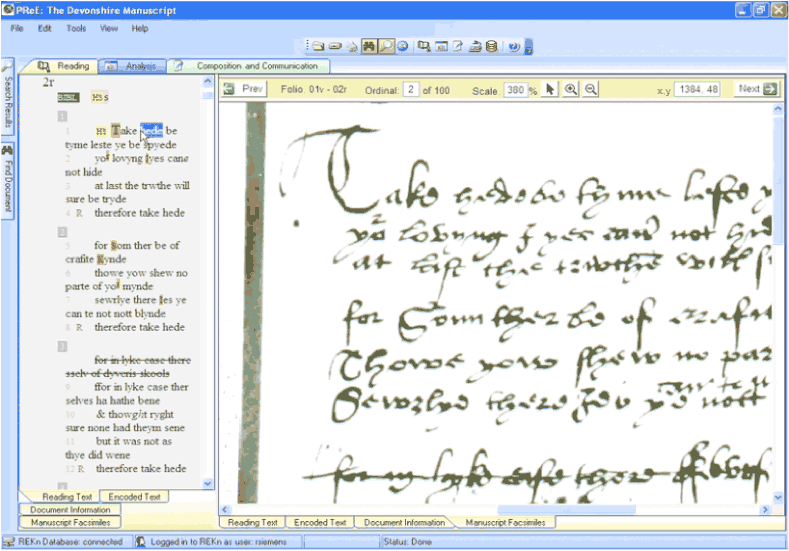 PReE: The Devonshire Manuscript
File Edit Tools View Help
Reading Analysis Composition and Communication
Search Results
Find Document
2r
1
1 Take hede be
tyme leste ye be spyede
2 yor lovyng Iyes cane
not hide
3 at last the trwthe will
sure be tryde
4 R therefore take hede
2
5 for Som ther be of
crafite Kynde
6 thowe yow shew no
parte of yor mynde
7 sewrlye there Ies ye
can te not nott blynde
8 R therefore take hede
3
for in lyke case there
sselv of dyveris skools
9 ffor in lyke case ther
selves ha hathe bene
10 & thowg/it ryght
sure none had theym sene
11 but it was not as
thye did wene
12 R therefore take hede
Reading Text Encoded Text
Document Information
Manuscript Facsimiles
Prev Folio. 01v - 02r Ordinal: 2 of 100 Scale. 380 % x.y 1384. 48 Next
Take hede be tyme leste y
yor lovyng Iyes can not hid
at last the trwthe will s
for Som ther be of crafit
Thowe yow shew no par
can te n
Sewrlye there Ies ye nott
for in lyke case there
Reading Text Encoded Text Document Information Manuscript Facsimiles
REKn Database: connected Logged in to REKn as user: rsiemens Status: Done